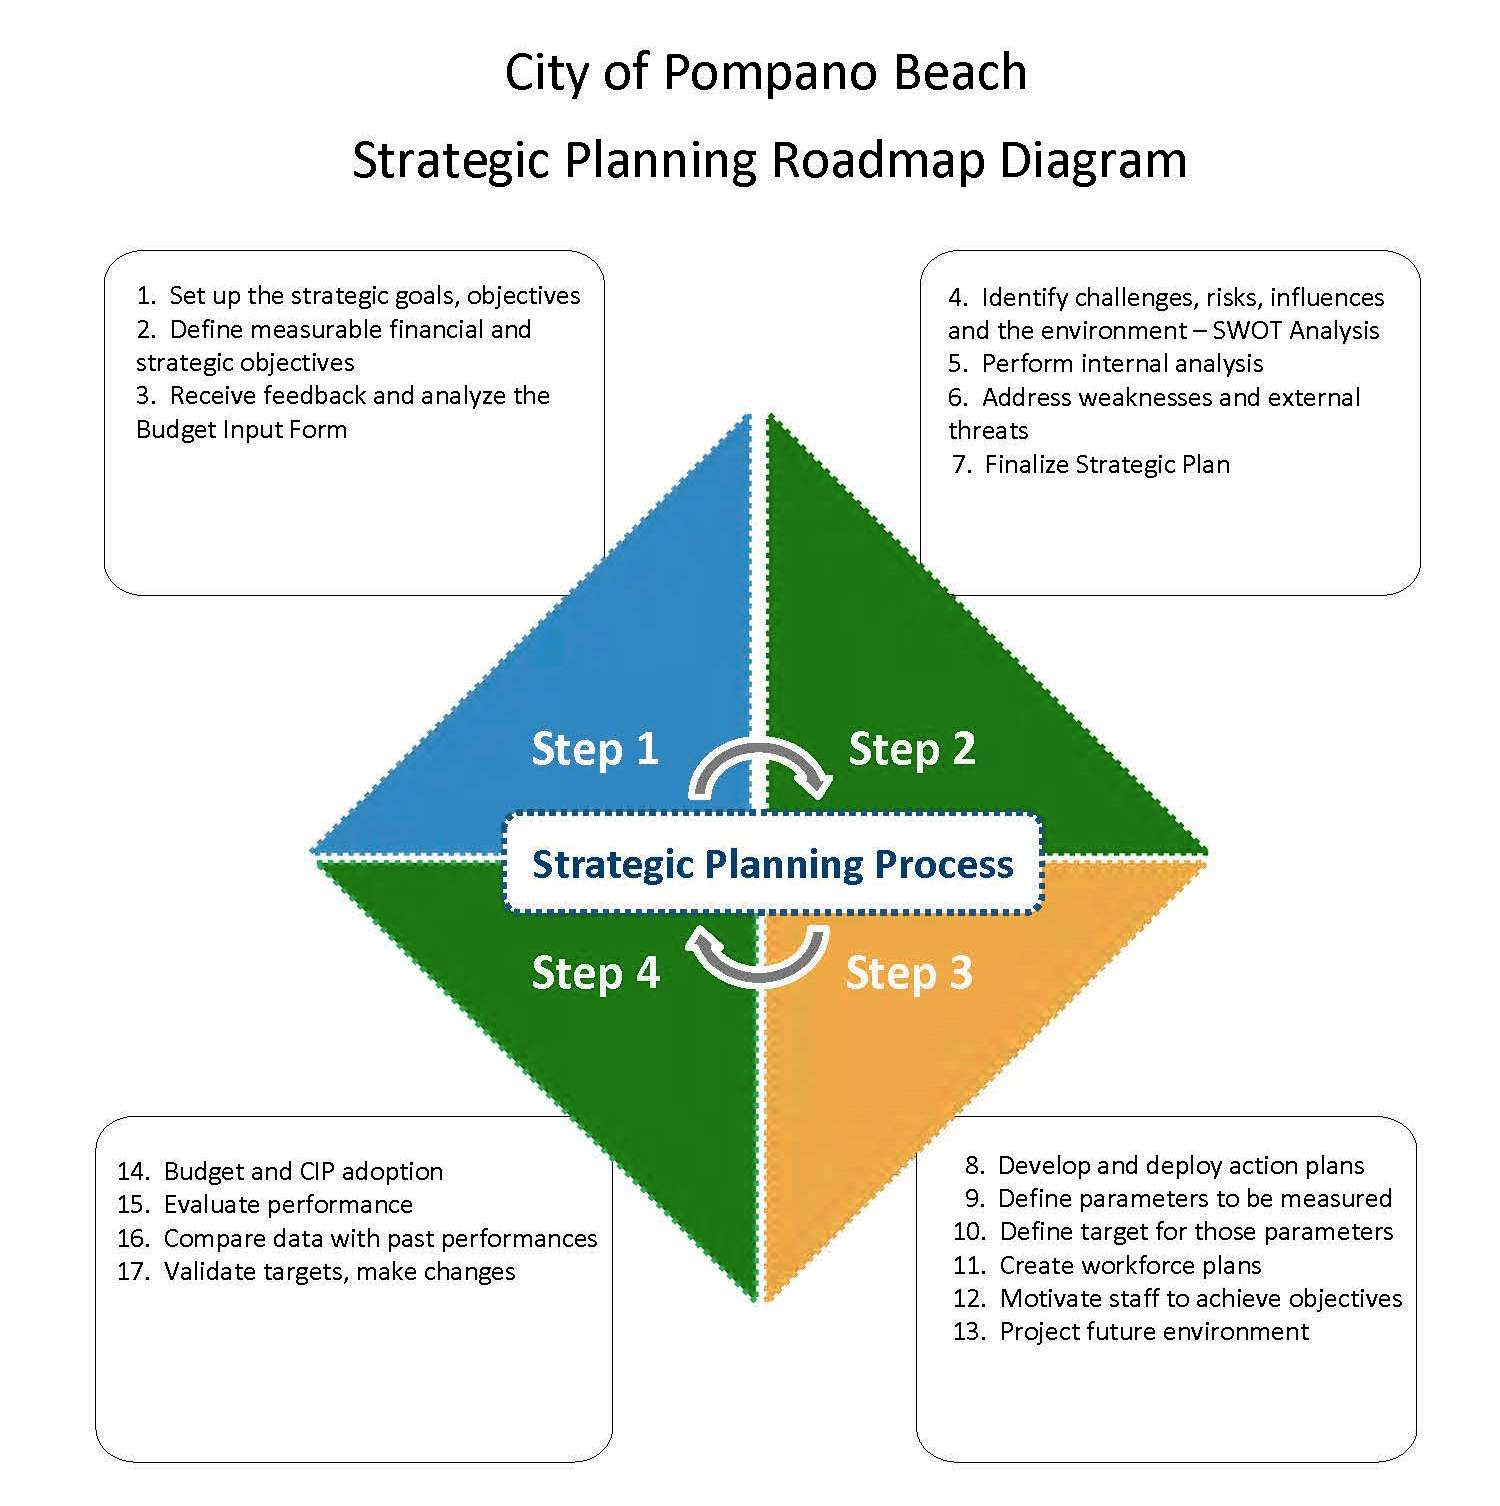 City of Pompano Beach
Strategic Planning Roadmap Diagram
1. Set up the strategic goals, objectives
2. Define measurable financial and
strategic objectives
3. Receive feedback and analyze the
Budget Input Form
4. Identify challenges, risks, influences
and the environment – SWOT Analysis
5. Perform internal analysis
6. Address weaknesses and external
threats
7. Finalize Strategic Plan
Step 1
Step 2
Strategic Planning Process
Step 4
Step 3
14. Budget and CIP adoption
15. Evaluate performance
16. Compare data with past performances
17. Validate targets, make changes
8. Develop and deploy action plans
9. Define parameters to be measured
10. Define target for those parameters
11. Create workforce plans
12. Motivate staff to achieve objectives
13. Project future environment